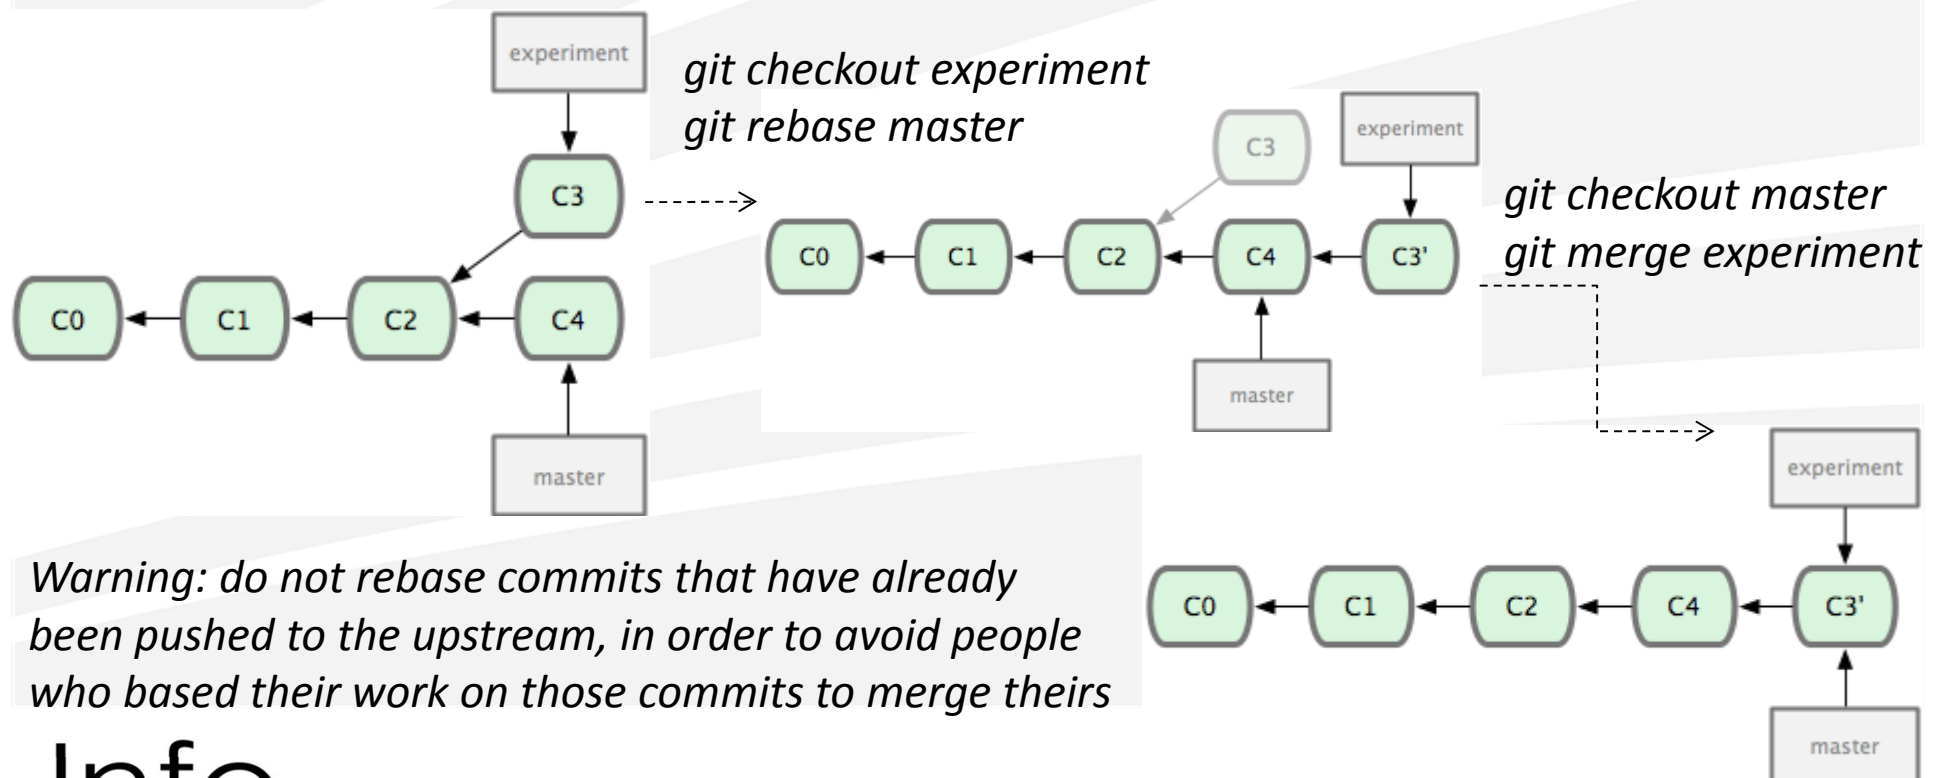 experiment
C3
C0
C1
C2
C4
master
git checkout experiment
git rebase master
C3
experiment
C0
C1
C2
C4
C3'
master
git checkout master
git merge experiment
experiment
C0
C1
C2
C4
C3'
master
Warning: do not rebase commits that have already
been pushed to the upstream, in order to avoid people
who based their work on those commits to merge theirs
Info